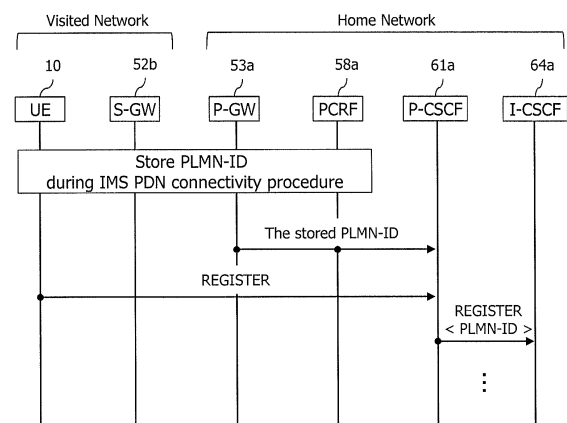 Visited Network
Home Network
10
52b
53a
58a
61a
64a
UE
S-GW
P-GW
PCRF
P-CSCF
I-CSCF
Store PLMN-ID
during IMS PDN connectivity procedure
The stored PLMN-ID
REGISTER
REGISTER
< PLMN-ID >